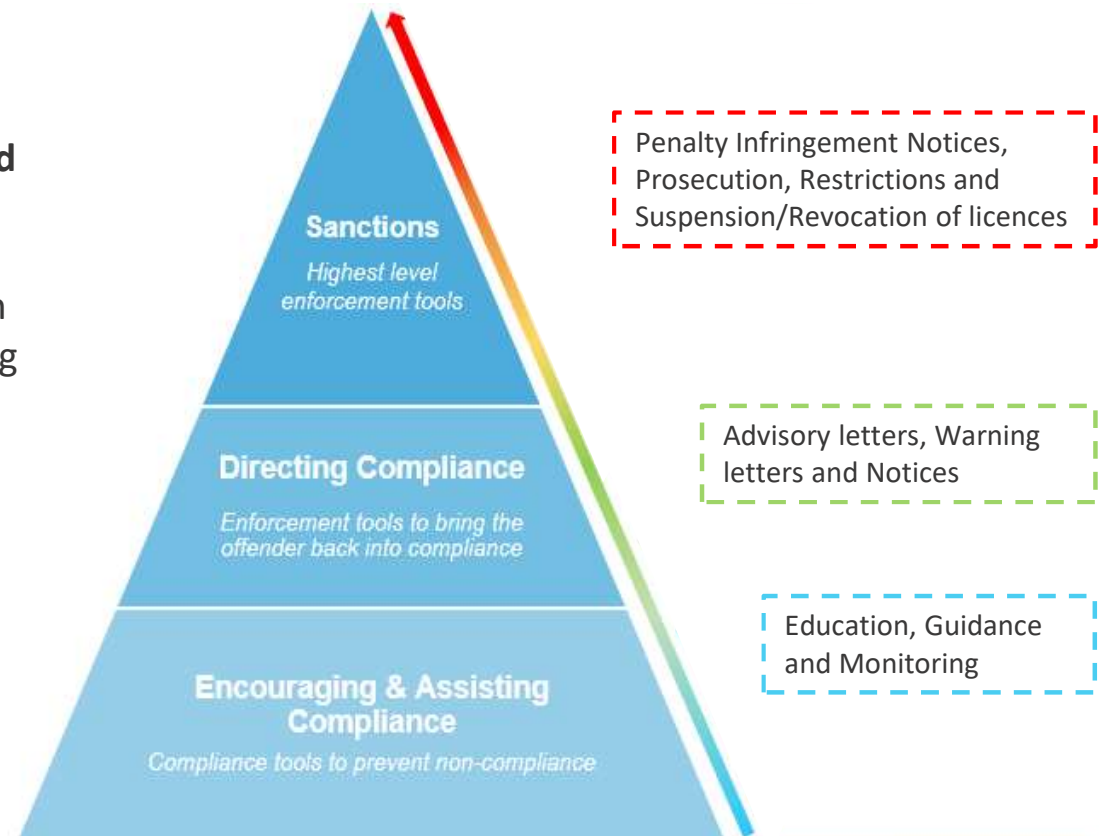 d
n
g
Sanctions
Highest level
enforcement tools
Penalty Infringement Notices,
Prosecution, Restrictions and
Suspension/Revocation of licences
Directing Compliance
Enforcement tools to bring the
offender back into compliance
Advisory letters, Warning
letters and Notices
Encouraging & Assisting
Compliance
Compliance tools to prevent non-compliance
Education, Guidance
and Monitoring